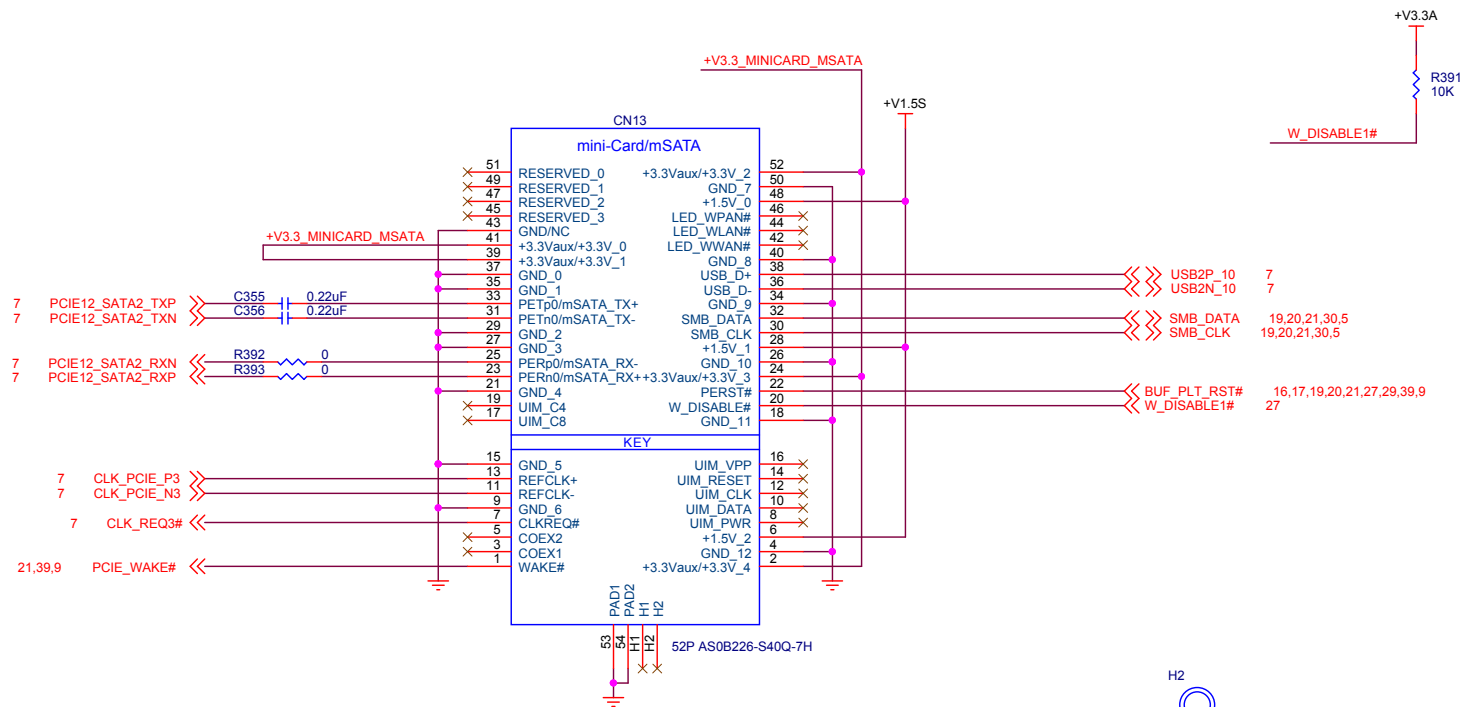 +V3.3A
R391
10K
W_DISABLE1#
+V3.3_MINICARD_MSATA
+V1.5S
CN13
mini-Card/mSATA
51 RESERVED_0 +3.3Vaux/+3.3V_2 52
49 RESERVED_1 GND_7 50
47 RESERVED_2 +1.5V_0 48
45 RESERVED_3 LED_WPAN# 46
43 GND/NC LED_WLAN# 44
+V3.3_MINICARD_MSATA 41 +3.3Vaux/+3.3V_0 LED_WWAN# 42
39 +3.3Vaux/+3.3V_1 GND_8 40
37 GND_0 USB_D+ 38 USB2P_10 7
35 GND_1 USB_D- 36 USB2N_10 7
7 PCIE12_SATA2_TXP C355 0.22uF 33 PETp0/mSATA_TX+ GND_9 34
7 PCIE12_SATA2_TXN C356 0.22uF 31 PETn0/mSATA_TX- SMB_DATA 32 SMB_DATA 19,20,21,30,5
29 GND_2 SMB_CLK 30 SMB_CLK 19,20,21,30,5
27 GND_3 +1.5V_1 28
7 PCIE12_SATA2_RXN R392 0 25 PERp0/mSATA_RX- GND_10 26
7 PCIE12_SATA2_RXP R393 0 23 PERn0/mSATA_RX+ +3.3Vaux/+3.3V_3 24
21 GND_4 PERST# 22 BUF_PLT_RST# 16,17,19,20,21,27,29,39,9
19 UIM_C4 W_DISABLE# 20 W_DISABLE1# 27
17 UIM_C8 GND_11 18
KEY
15 GND_5 UIM_VPP 16
7 CLK_PCIE_P3 13 REFCLK+ UIM_RESET 14
7 CLK_PCIE_N3 11 REFCLK- UIM_CLK 12
9 GND_6 UIM_DATA 10
7 CLK_REQ3# 7 CLKREQ# UIM_PWR 8
5 COEX2 +1.5V_2 6
3 COEX1 GND_12 4
21,39,9 PCIE_WAKE# 1 WAKE# +3.3Vaux/+3.3V_4 2
PAD1 PAD2 H1 H2
53 54 H1 H2
52P AS0B226-S40Q-7H
H2